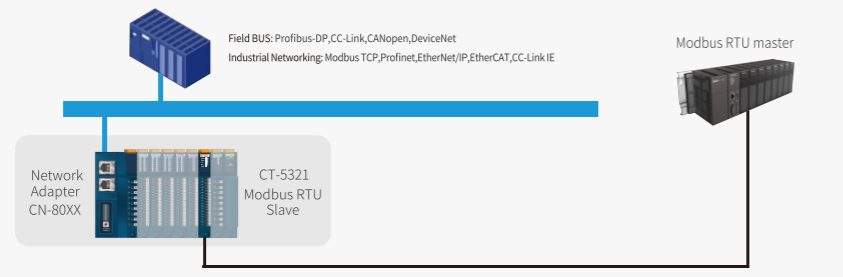 Field BUS: Profibus-DP,CC-Link,CANopen,DeviceNet
Industrial Networking: Modbus TCP,Profinet,EtherNet/IP,EtherCAT,CC-Link IE
Modbus RTU master
Network
Adapter
CN-80XX
CT-5321
Modbus RTU
Slave